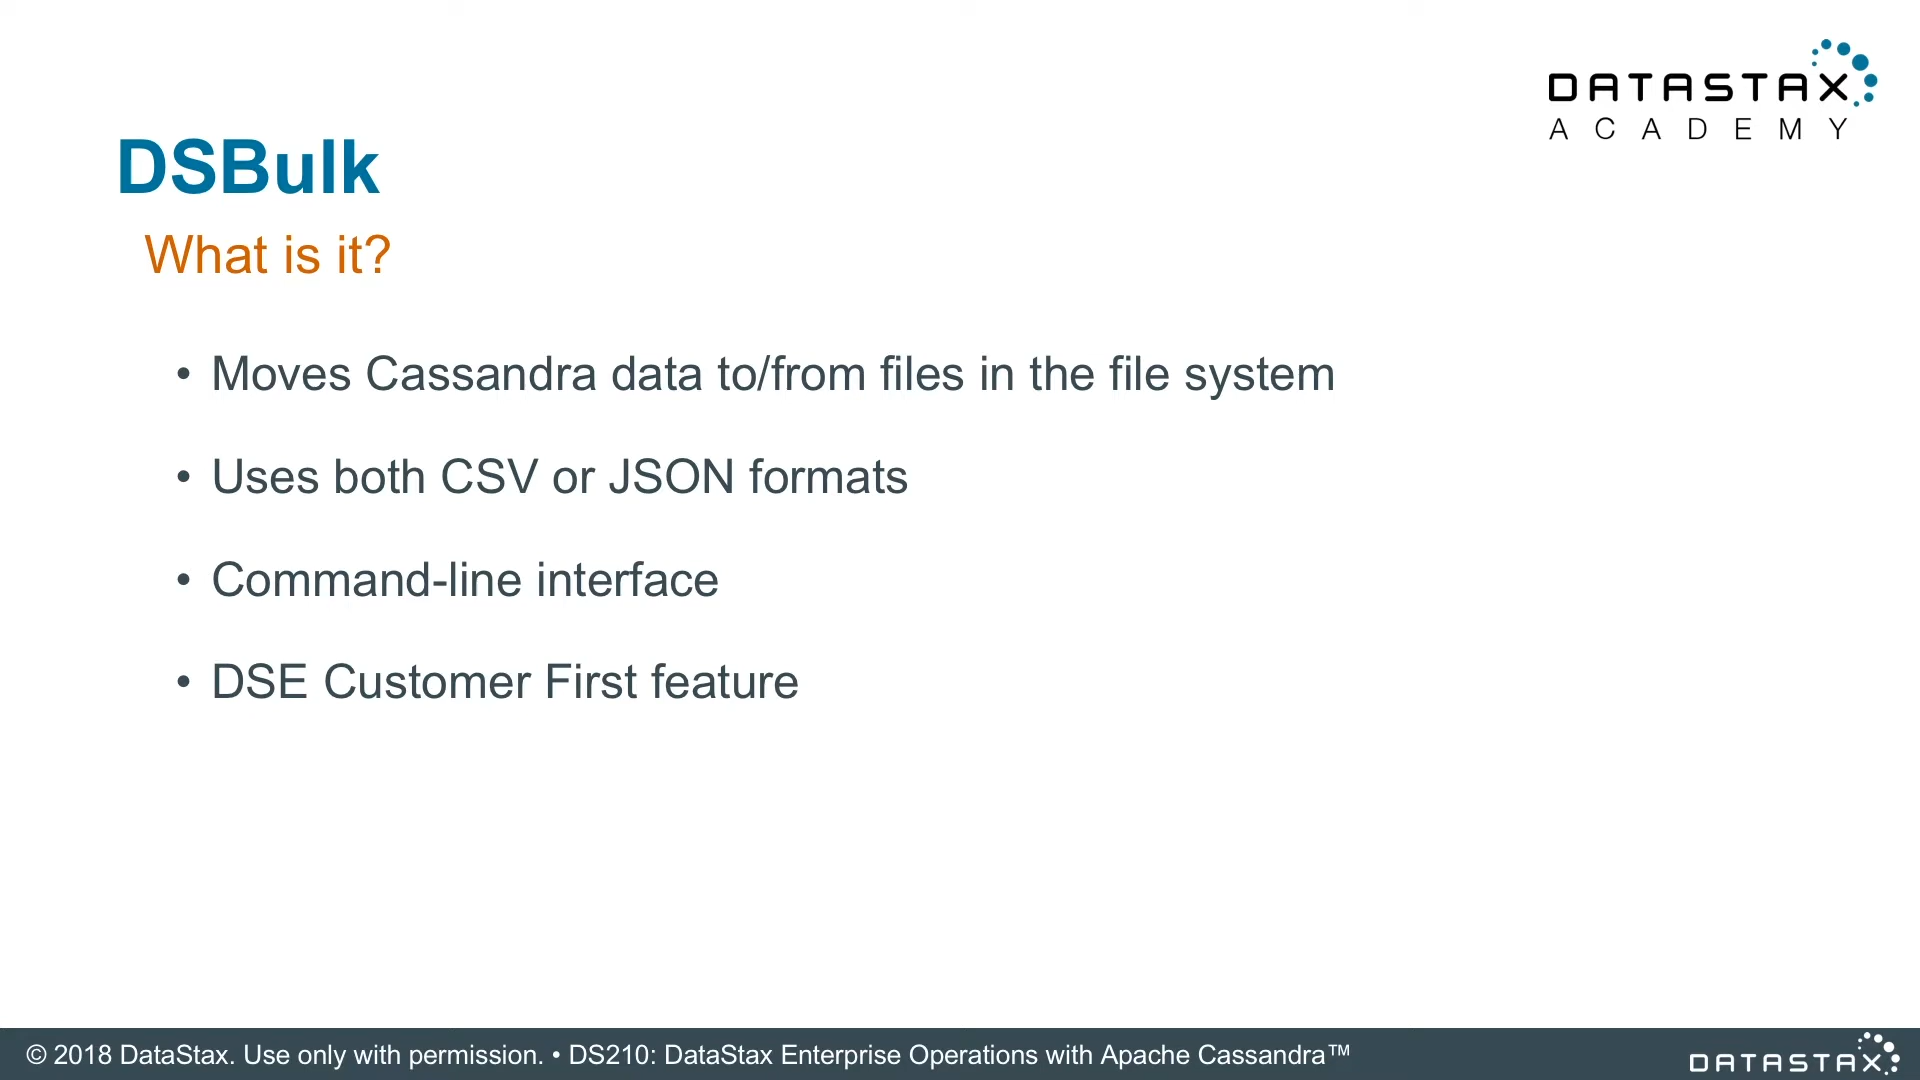 DATASTAX
ACADEMY
DSBulk
What is it?
• Moves Cassandra data to/from files in the file system
• Uses both CSV or JSON formats
• Command-line interface
• DSE Customer First feature
© 2018 DataStax. Use only with permission. • DS210: DataStax Enterprise Operations with Apache Cassandra™
DATASTAX